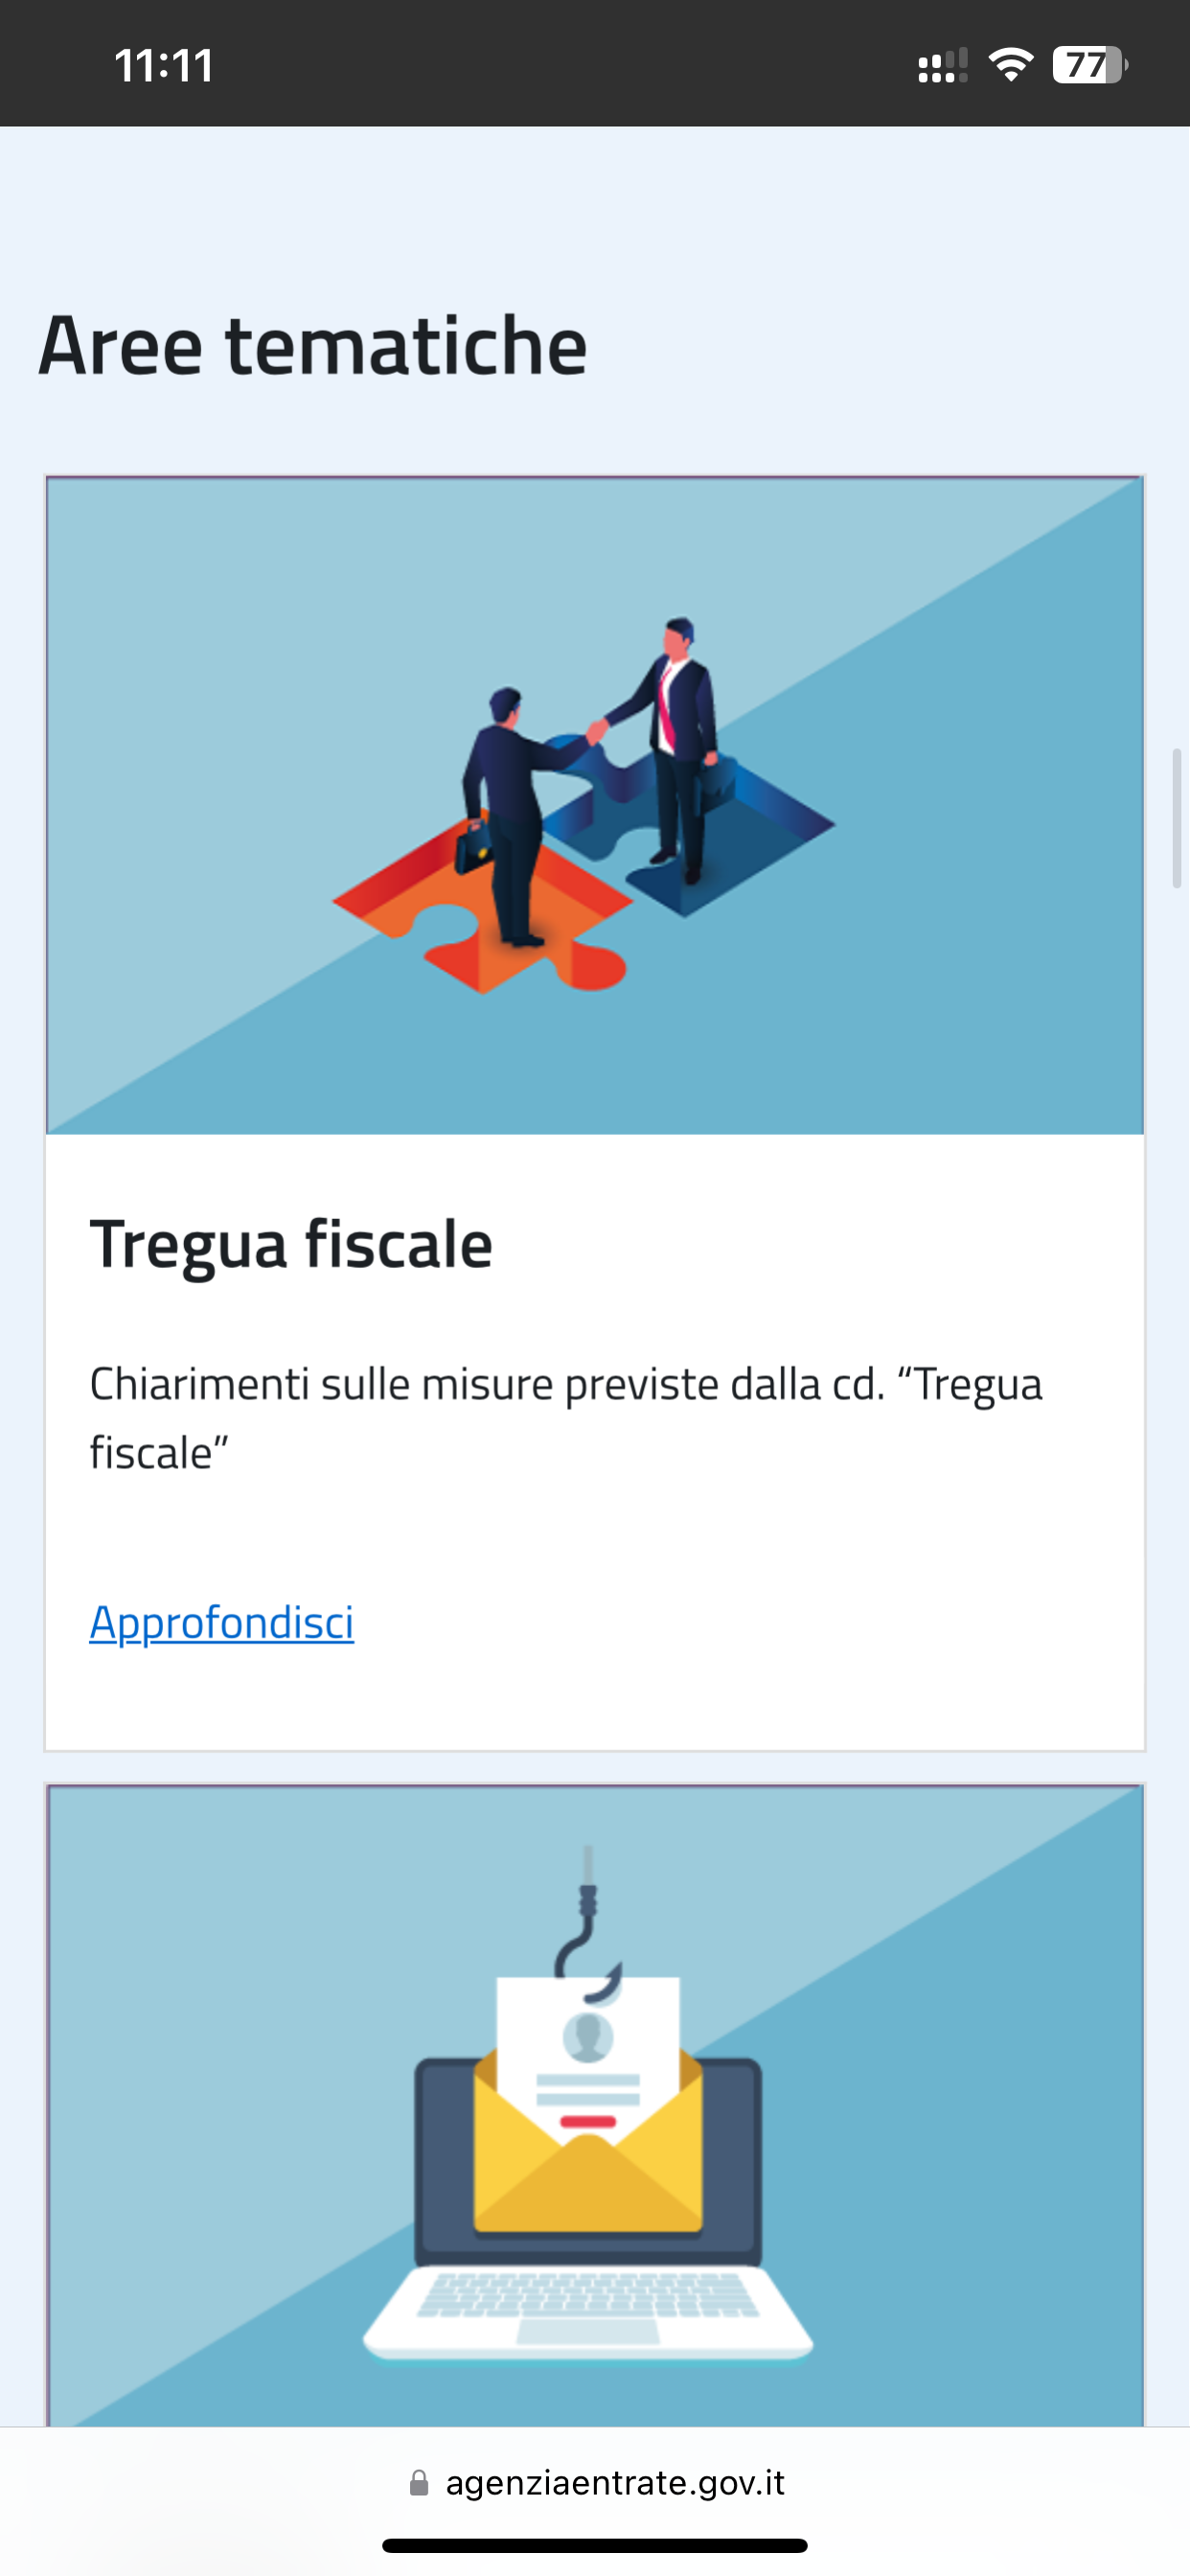 11:11
77
Aree tematiche
Tregua fiscale
Chiarimenti sulle misure previste dalla cd. “Tregua
fiscale”
Approfondisci
agenziaentrate.gov.it